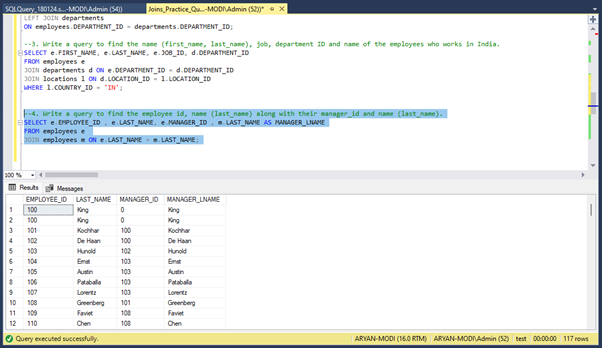 SQLQuery_180124.s...-MODI\Admin (54))
Joins_Practice_Qu...-MODI\Admin (52))*
LEFT JOIN departments
ON employees.DEPARTMENT_ID = departments.DEPARTMENT_ID;
--3. Write a query to find the name (first_name, last_name), job, department ID and name of the employees who works in India.
SELECT e.FIRST_NAME, e.LAST_NAME, e.JOB_ID, d.DEPARTMENT_ID
FROM employees e
JOIN departments d ON e.DEPARTMENT_ID = d.DEPARTMENT_ID
JOIN locations l ON d.LOCATION_ID = l.LOCATION_ID
WHERE l.COUNTRY_ID = 'IN';
--4. Write a query to find the employee id, name (last_name) along with their manager_id and name (last_name).
SELECT e.EMPLOYEE_ID , e.LAST_NAME, e.MANAGER_ID , m.LAST_NAME AS MANAGER_LNAME
FROM employees e
JOIN employees m ON e.LAST_NAME = m.LAST_NAME;
100 %
Results Messages
EMPLOYEE_ID LAST_NAME MANAGER_ID MANAGER_LNAME
1 100 King 0 King
2 100 King 0 King
3 101 Kochhar 100 Kochhar
4 102 De Haan 100 De Haan
5 103 Hunold 102 Hunold
6 104 Ernst 103 Ernst
7 105 Austin 103 Austin
8 106 Pataballa 103 Pataballa
9 107 Lorentz 103 Lorentz
10 108 Greenberg 101 Greenberg
11 109 Faviet 108 Faviet
12 110 Chen 108 Chen
Query executed successfully. ARYAN-MODI (16.0 RTM) ARYAN-MODI\Admin (52) test 00:00:00 117 rows